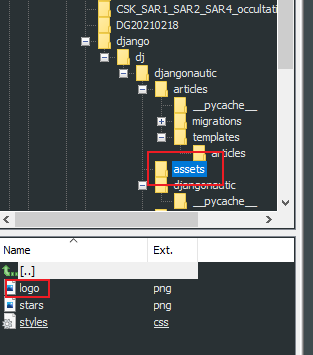 CSK_SAR1_SAR2_SAR4_occultati
DG20210218
django
dj
djangonautic
articles
__pycache__
migrations
templates
articles
assets
djangonautic
__pycache__
Name Ext.
[..]
logo png
stars png
styles css